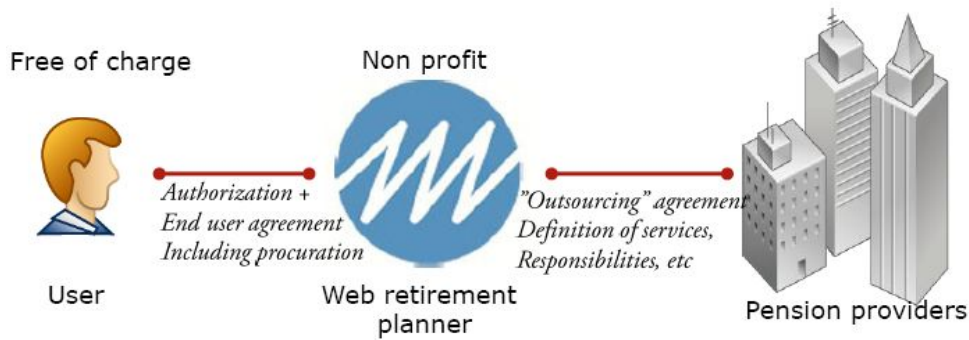 Free of charge
Non profit
Authorization +
End user agreement
Including procuration
"Outsourcing" agreement
Definition of services,
Responsibilities, etc
User
Web retirement
planner
Pension providers